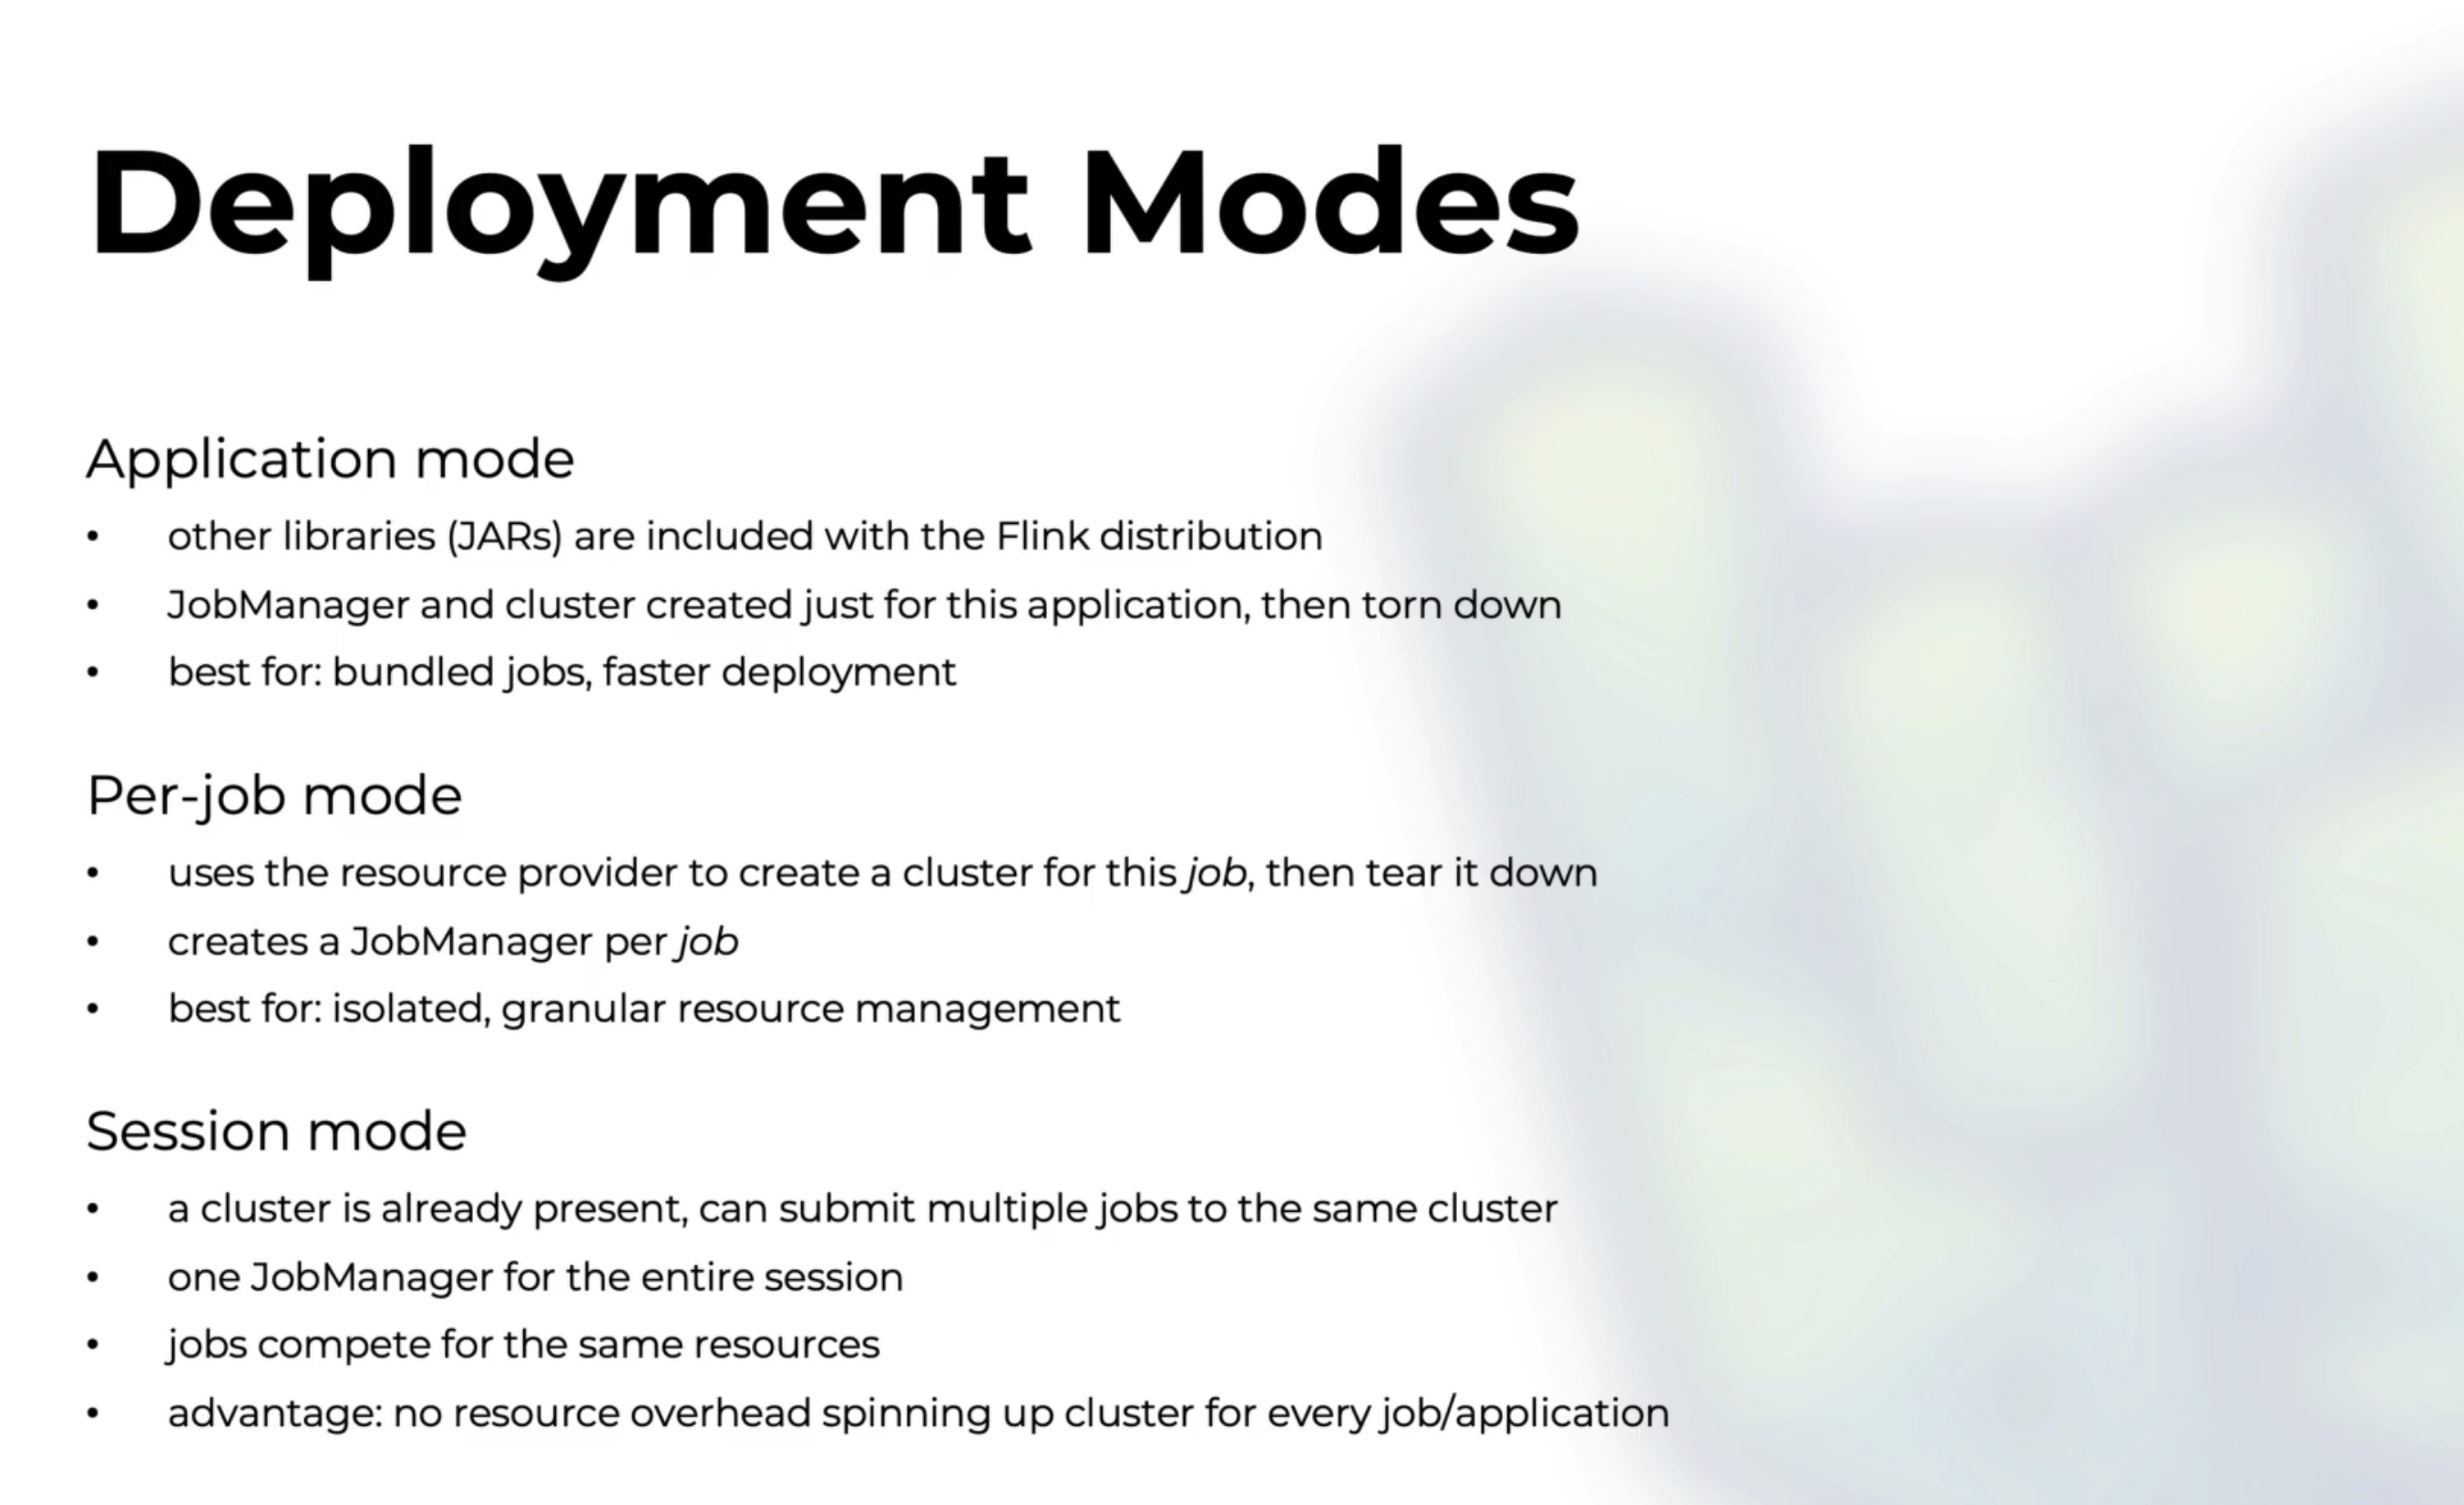 Deployment Modes
Application mode
• other libraries (JARs) are included with the Flink distribution
• JobManager and cluster created just for this application, then torn down
• best for: bundled jobs, faster deployment
Per-job mode
• uses the resource provider to create a cluster for this job, then tear it down
• creates a JobManager per job
• best for: isolated, granular resource management
Session mode
• a cluster is already present, can submit multiple jobs to the same cluster
• one JobManager for the entire session
• jobs compete for the same resources
• advantage: no resource overhead spinning up cluster for every job/application